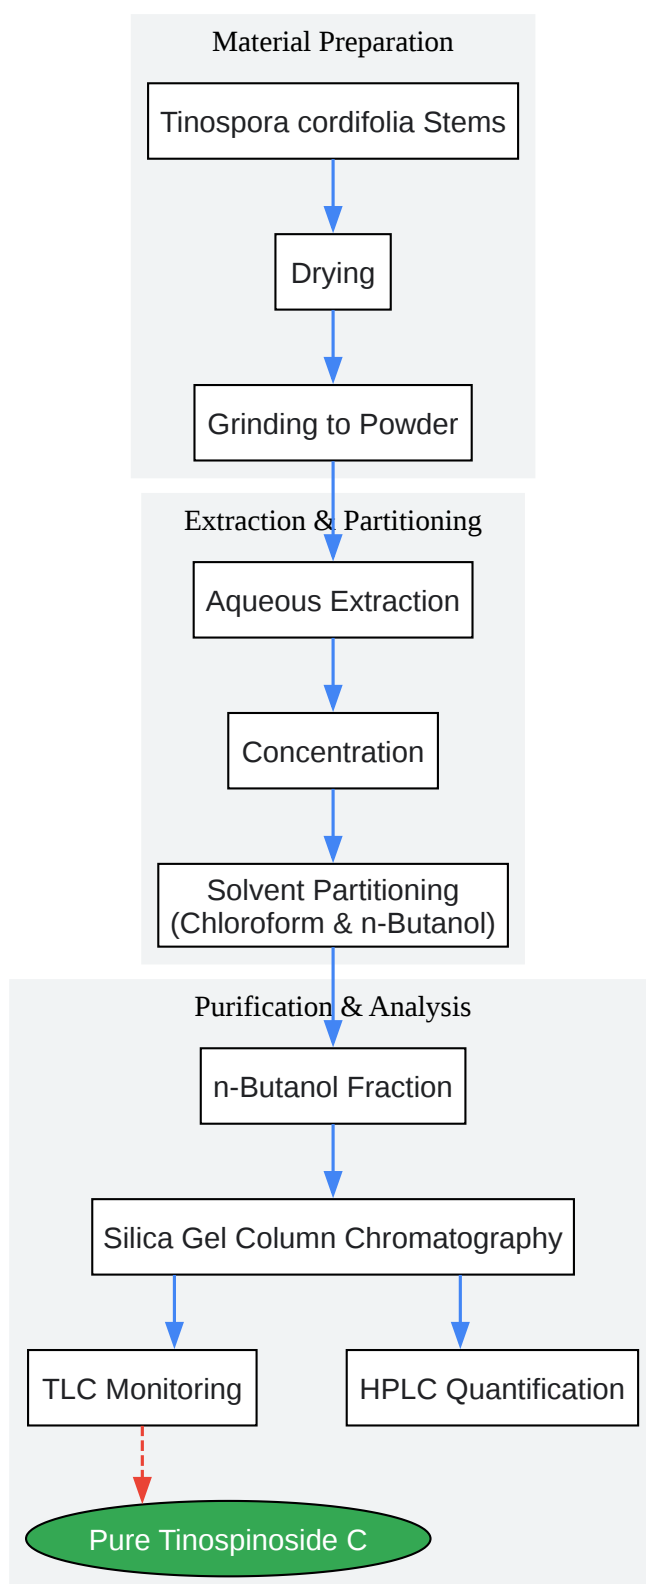 Material Preparation
Tinospora cordifolia Stems
Drying
Grinding to Powder
Extraction & Partitioning
Aqueous Extraction
Concentration
Solvent Partitioning
(Chloroform & n-Butanol)
Purification & Analysis
n-Butanol Fraction
Silica Gel Column Chromatography
TLC Monitoring
HPLC Quantification
Pure Tinospinoside C